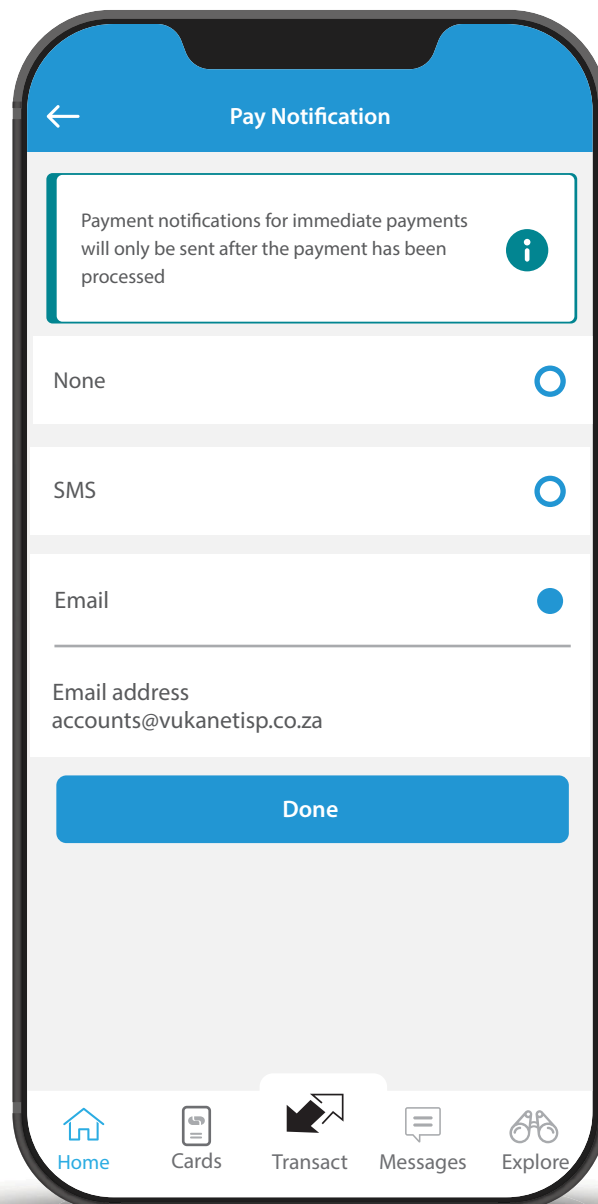 Pay Notification
Payment notifications for immediate payments
will only be sent after the payment has been
processed
None
SMS
Email
Email address
accounts@vukanetisp.co.za
Done
Home
Cards
Transact
Messages
Explore